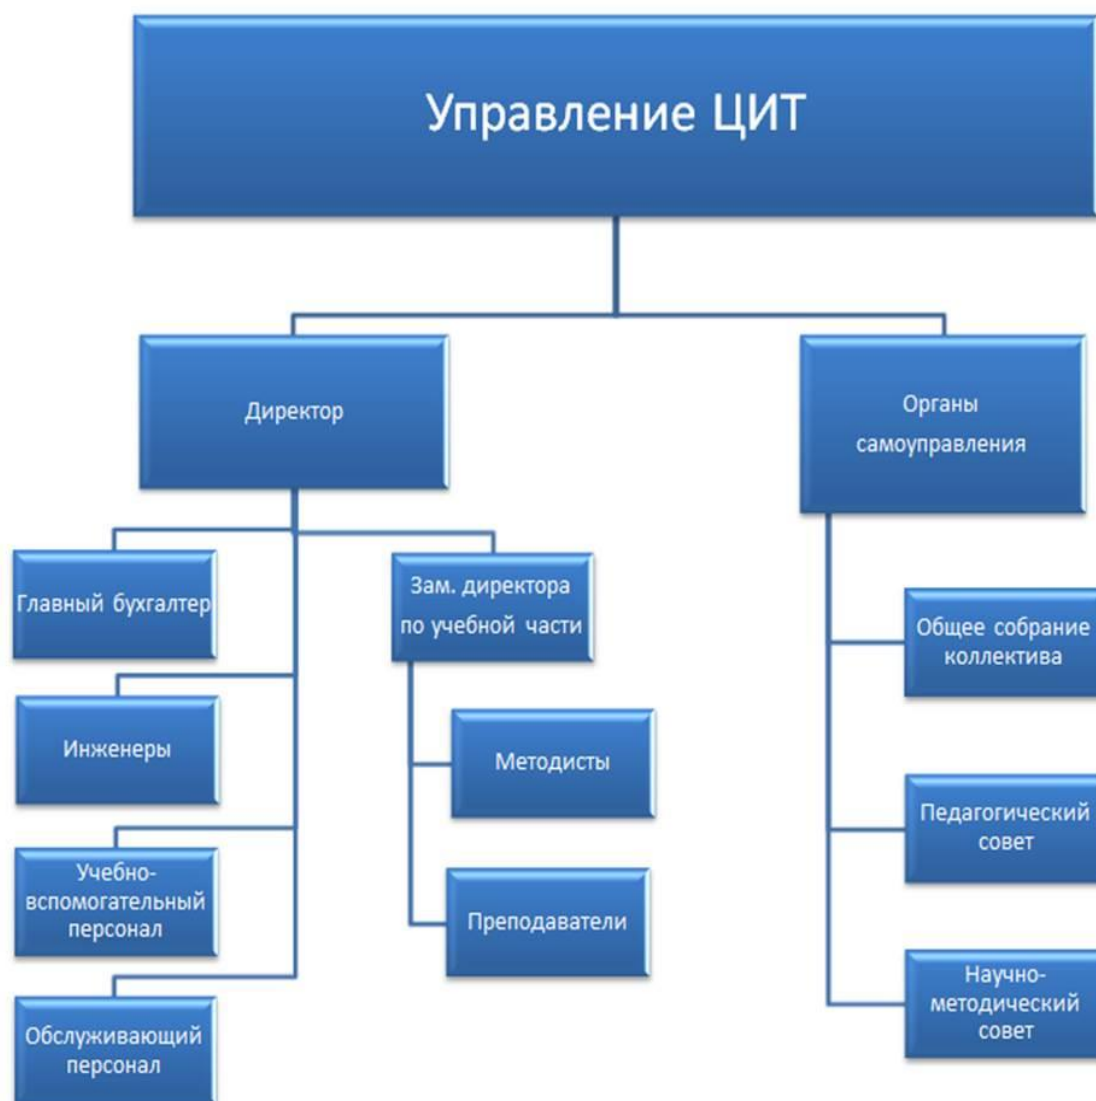 Управление ЦИТ
Директор
Органы
самоуправления
Главный бухгалтер
Зам. директора
по учебной части
Общее собрание
коллектива
Инженеры
Методисты
Педагогический
совет
Учебно-
вспомогательный
персонал
Преподаватели
Научно-
методический
совет
Обслуживающий
персонал